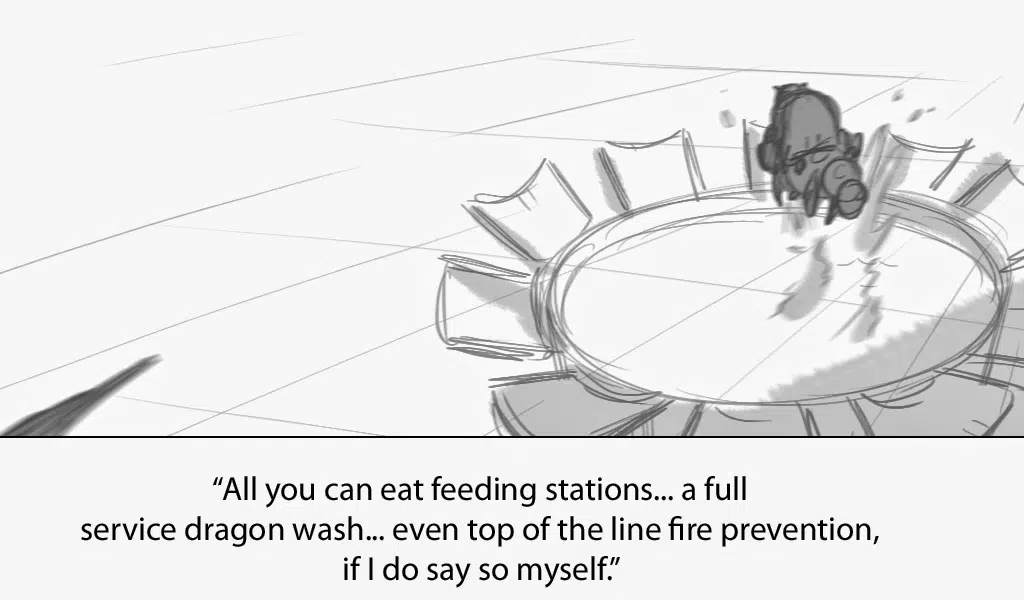 “All you can eat feeding stations... a full
service dragon wash... even top of the line fire prevention,
if I do say so myself.”